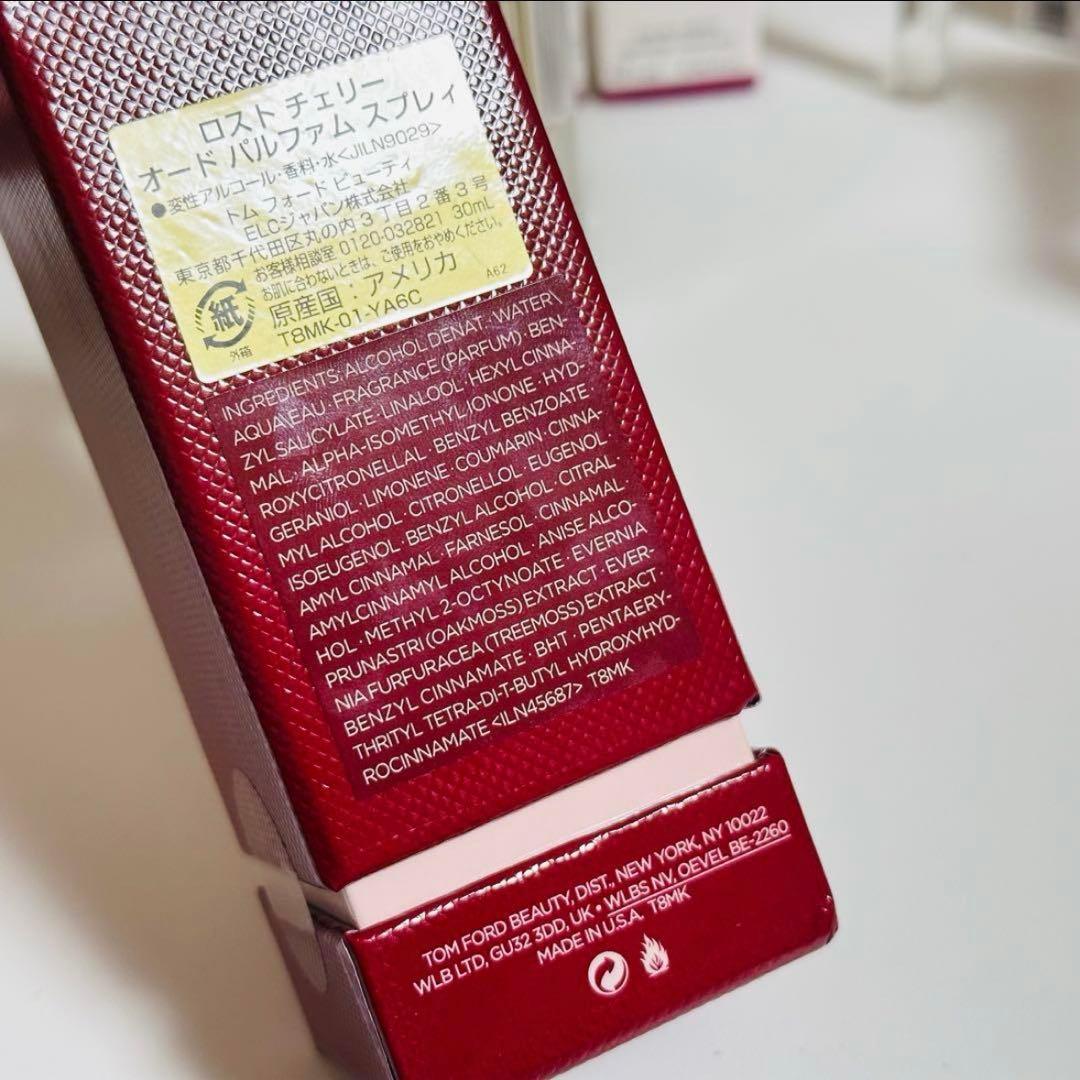 ロスト チェリー
オード パルファム スプレィ
●変性アルコール・香料・水<JILN9029>
トム フォード ビューティ
ELCジャパン株式会社
東京都千代田区丸の内3丁目2番3号
お客様相談室 0120-032821 30mL
お肌に合わないときは、ご使用をおやめください。
紙
外箱
原産国：アメリカ A62
T8MK-01-YA6C
INGREDIENTS: ALCOHOL DENAT.· WATER\
AQUA\EAU· FRAGRANCE (PARFUM)· BEN-
ZYL SALICYLATE· LINALOOL· HEXYL CINNA-
MAL · ALPHA-ISOMETHYL IONONE · HYD-
ROXYCITRONELLAL · BENZYL BENZOATE ·
GERANIOL · LIMONENE · COUMARIN · CINNA-
MYL ALCOHOL · CITRONELLOL · EUGENOL ·
ISOEUGENOL · BENZYL ALCOHOL · CITRAL ·
AMYL CINNAMAL · FARNESOL · CINNAMAL ·
AMYLCINNAMYL ALCOHOL · ANISE ALCO-
HOL · METHYL 2-OCTYNOATE · EVERNIA
PRUNASTRI (OAKMOSS) EXTRACT · EVER-
NIA FURFURACEA (TREEMOSS) EXTRACT ·
BENZYL CINNAMATE · BHT · PENTAERY-
THRITYL TETRA-DI-T-BUTYL HYDROXYHYD-
ROCINNAMATE <ILN45687> T8MK
TOM FORD BEAUTY, DIST., NEW YORK, NY 10022
WLB LTD, GU32 3DD, UK • WLBS NV, OEVEL BE-2260
MADE IN U.S.A. T8MK